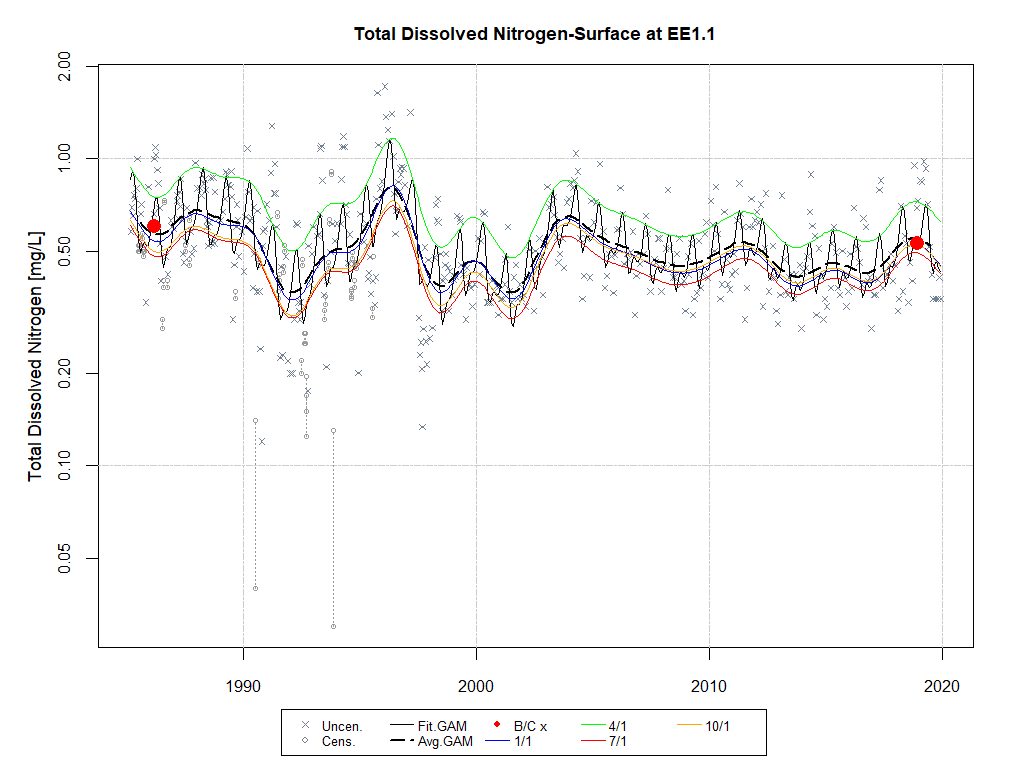 Total Dissolved Nitrogen-Surface at EE1.1
Total Dissolved Nitrogen [mg/L]
2.00
1.00
0.50
0.20
0.10
0.05
1990 2000 2010 2020
Uncen. Fit.GAM B/C x 4/1 10/1
Cens. Avg.GAM 1/1 7/1